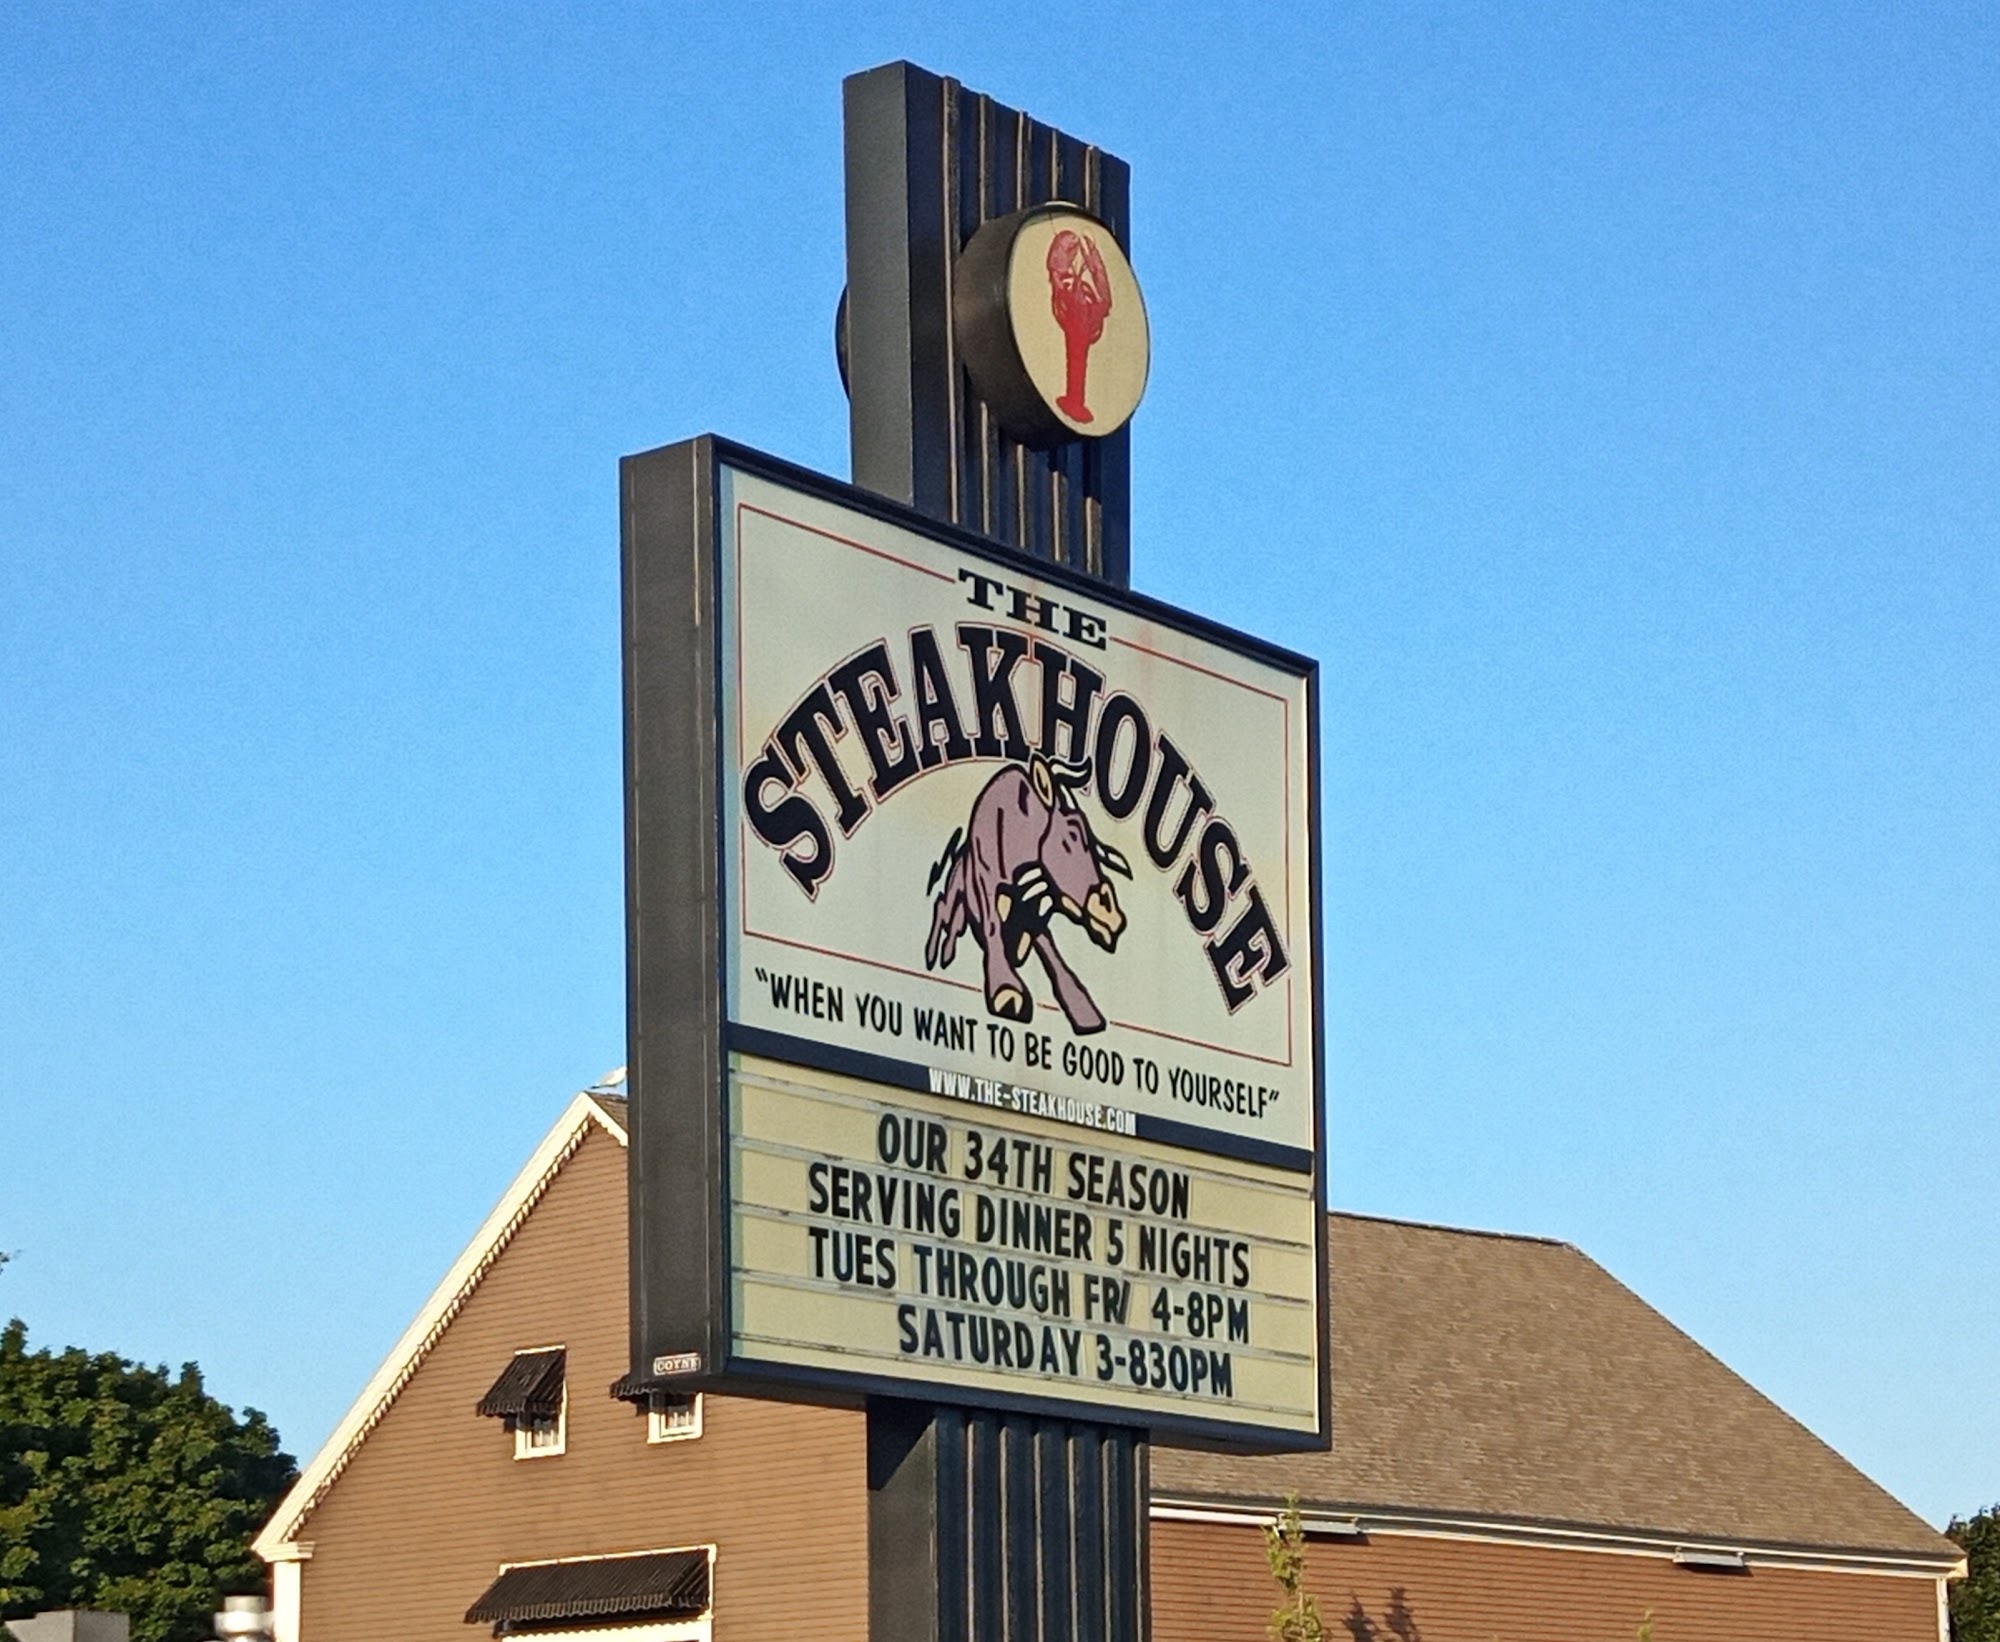 THE
STEAKHOUSE
"WHEN YOU WANT TO BE GOOD TO YOURSELF"
WWW.THE-STEAKHOUSE.COM
OUR 34TH SEASON
SERVING DINNER 5 NIGHTS
TUES THROUGH FR/ 4-8PM
SATURDAY 3-830PM
COYNE